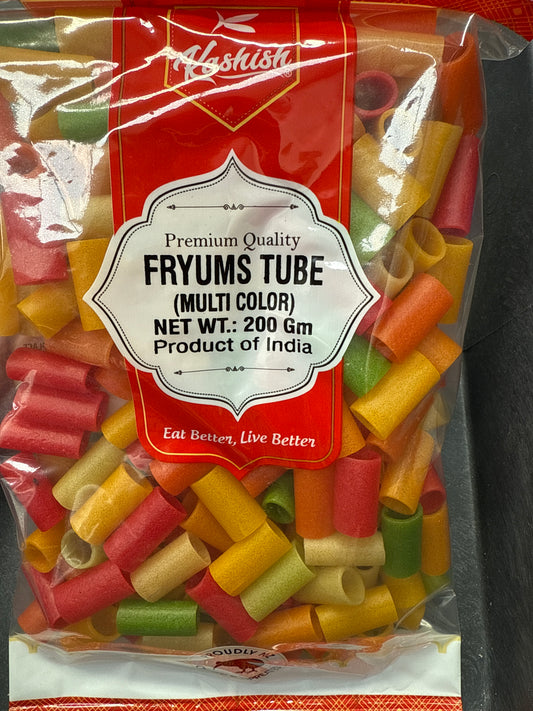 Kashish
Premium Quality
FRYUMS TUBE
(MULTI COLOR)
NET WT.: 200 Gm
Product of India
Eat Better, Live Better